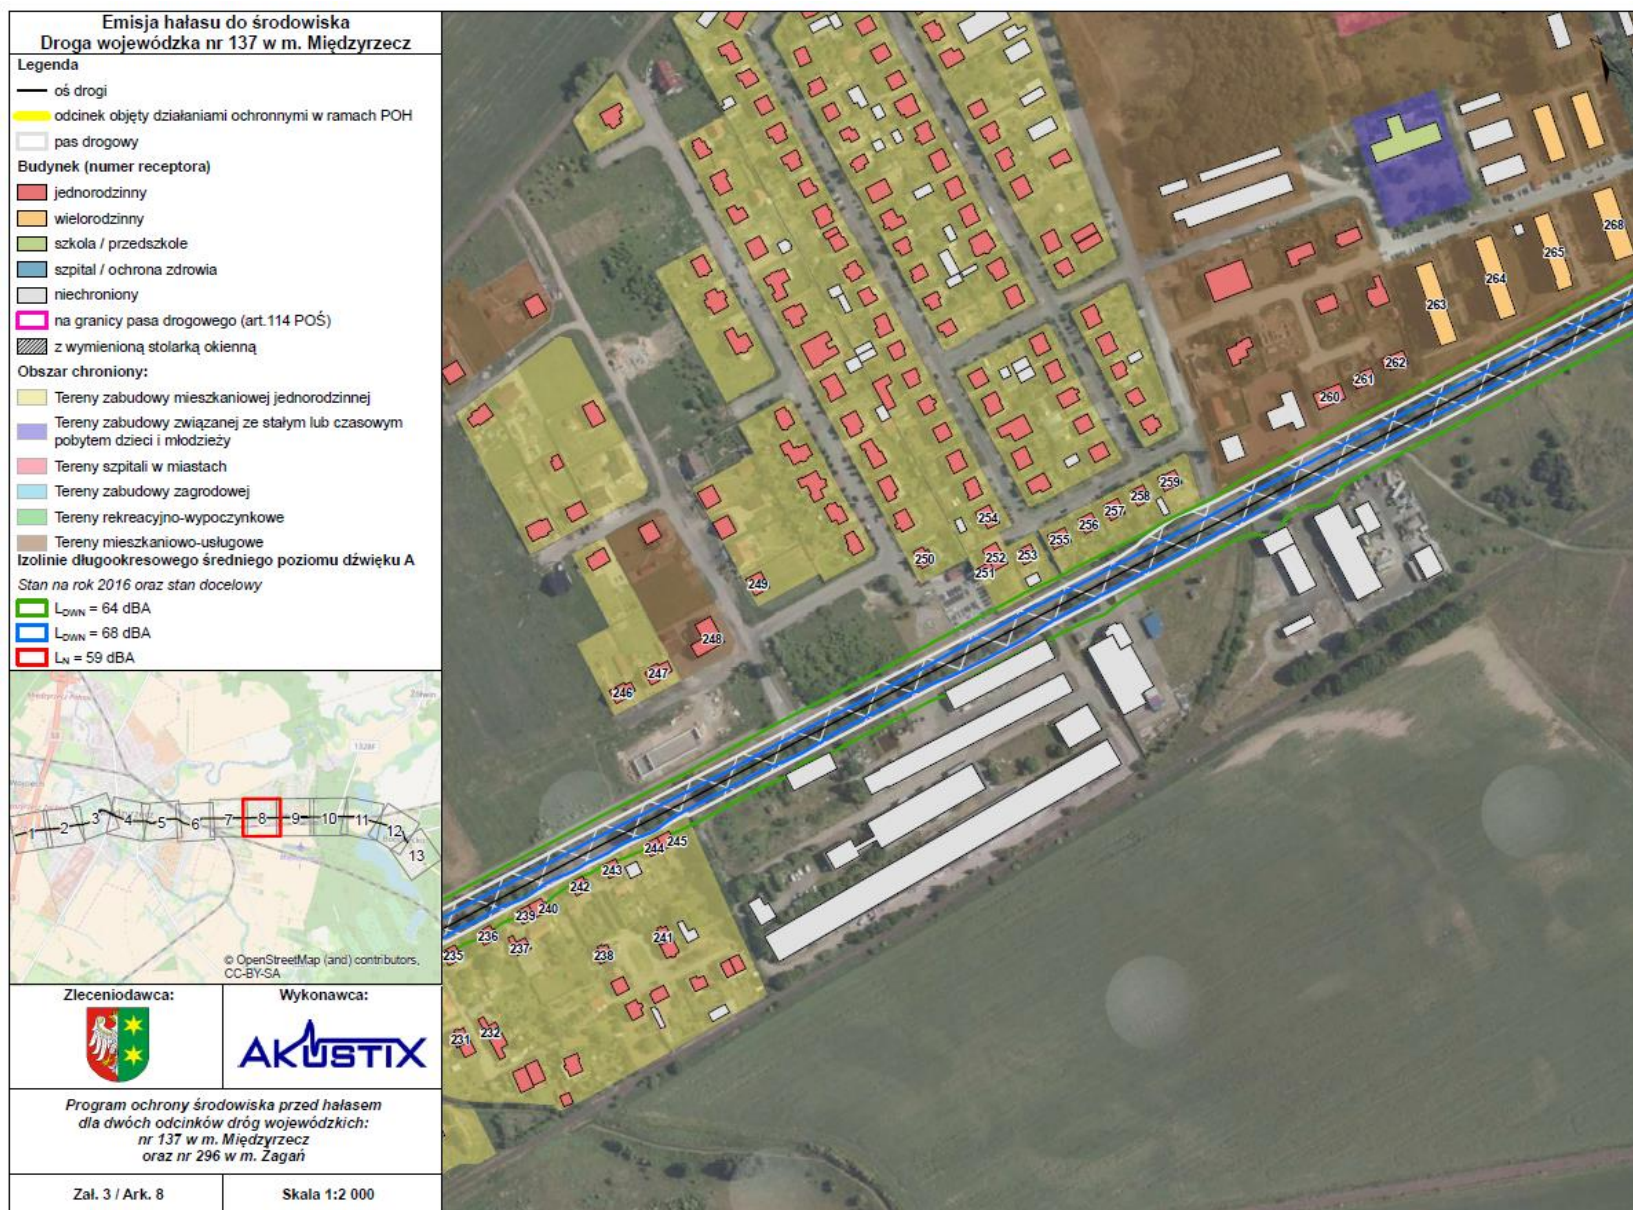 Emisja hałasu do środowiska
Droga wojewódzka nr 137 w m. Międzyrzecz
Legenda
oś drogi
odcinek objęty działaniami ochronnymi w ramach POH
pas drogowy
Budynek (numer receptora)
jednorodzinny
wielorodzinny
szkoła / przedszkole
szpital / ochrona zdrowia
niechroniony
na granicy pasa drogowego (art.114 POŚ)
z wymienioną stolarką okienną
Obszar chroniony:
Tereny zabudowy mieszkaniowej jednorodzinnej
Tereny zabudowy związanej ze stałym lub czasowym
pobytem dzieci i młodzieży
Tereny szpitali w miastach
Tereny zabudowy zagrodowej
Tereny rekreacyjno-wypoczynkowe
Tereny mieszkaniowo-usługowe
Izolinie długookresowego średniego poziomu dźwięku A
Stan na rok 2016 oraz stan docelowy
LDWN = 64 dBA
LDWN = 68 dBA
LN = 59 dBA
1 2 3 4 5 6 7 8 9 10 11 12 13
© OpenStreetMap (and) contributors,
CC-BY-SA
Zleceniodawca:
Wykonawca:
AKUSTIX
Program ochrony środowiska przed hałasem
dla dwóch odcinków dróg wojewódzkich:
nr 137 w m. Międzyrzecz
oraz nr 296 w m. Żagań
Zał. 3 / Ark. 8
Skala 1:2 000
268
265
264
263
262
261
260
259
258
257
256
255
254
253
252
251
250
249
248
247
246
245
244
243
242
241
240
239
238
237
236
235
232
231